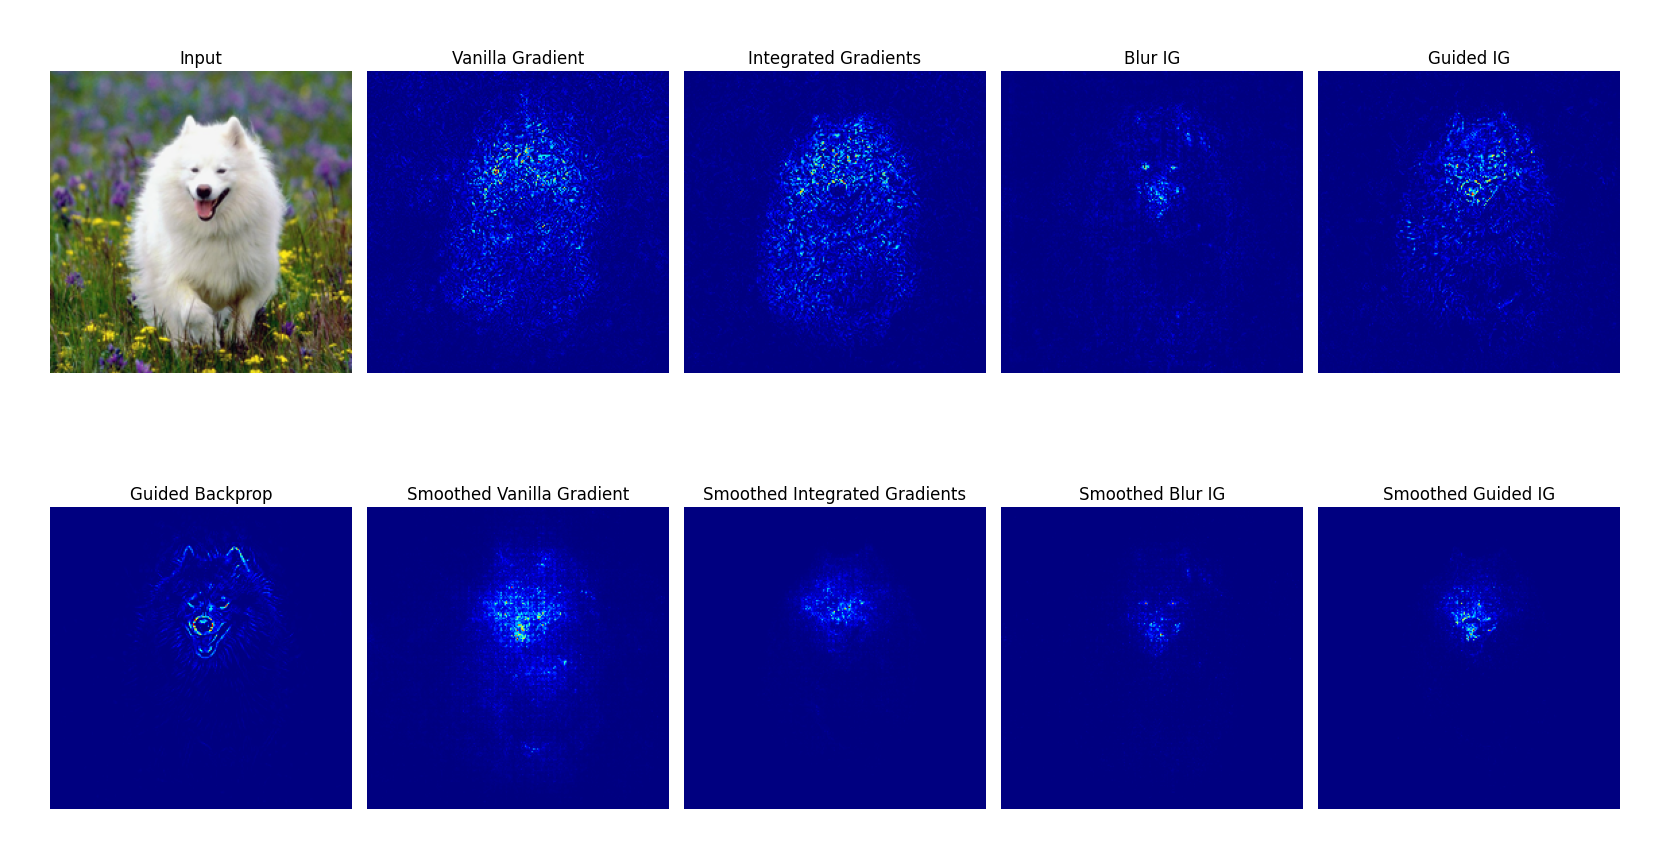 Input
Vanilla Gradient
Integrated Gradients
Blur IG
Guided IG
Guided Backprop
Smoothed Vanilla Gradient
Smoothed Integrated Gradients
Smoothed Blur IG
Smoothed Guided IG